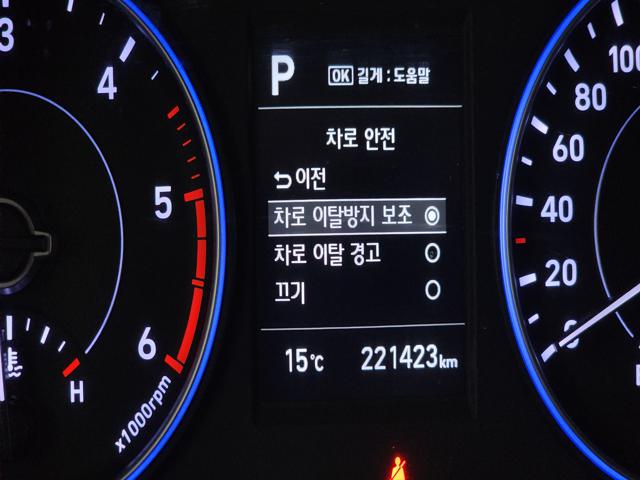 P
OK 길게 : 도움말
차로 안전
이전
차로 이탈방지 보조
차로 이탈 경고
끄기
15℃ 221423km
3
4
5
6
x1000rpm
H
100
80
60
40
20
0